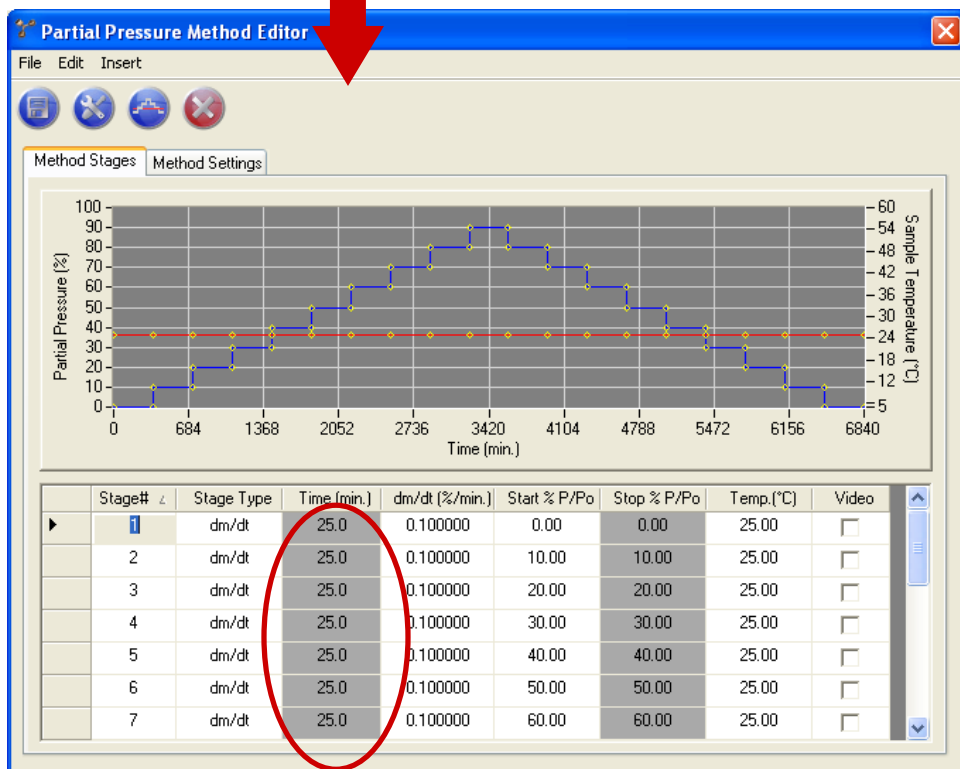 Partial Pressure Method Editor
File Edit Insert
Method Stages Method Settings
100
90
80
70
60
50
40
30
20
10
0
Partial Pressure (%)
60
54
48
42
36
30
24
18
12
5
Sample Temperature (°C)
0 684 1368 2052 2736 3420 4104 4788 5472 6156 6840
Time (min.)
Stage# Stage Type Time (min.) dm/dt (%/min.) Start % P/Po Stop % P/Po Temp.(°C) Video
1 dm/dt 25.0 0.100000 0.00 0.00 25.00
2 dm/dt 25.0 0.100000 10.00 10.00 25.00
3 dm/dt 25.0 0.100000 20.00 20.00 25.00
4 dm/dt 25.0 0.100000 30.00 30.00 25.00
5 dm/dt 25.0 0.100000 40.00 40.00 25.00
6 dm/dt 25.0 0.100000 50.00 50.00 25.00
7 dm/dt 25.0 0.100000 60.00 60.00 25.00